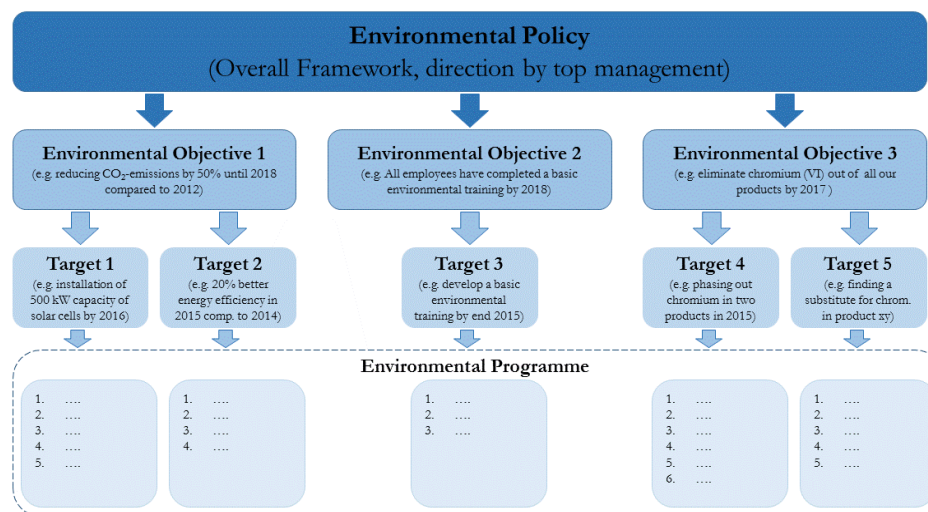 Environmental Policy
(Overall Framework, direction by top management)
Environmental Objective 1
(e.g. reducing CO₂-emissions by 50% until 2018
compared to 2012)
Environmental Objective 2
(e.g. All employees have completed a basic
environmental training by 2018)
Environmental Objective 3
(e.g. eliminate chromium (VI) out of all our
products by 2017 )
Target 1
(e.g. installation of
500 kW capacity of
solar cells by 2016)
Target 2
(e.g. 20% better
energy efficiency in
2015 comp. to 2014)
Target 3
(e.g. develop a basic
environmental
training by end 2015)
Target 4
(e.g. phasing out
chromium in two
products in 2015)
Target 5
(e.g. finding a
substitute for chrom.
in product xy)
Environmental Programme
1. ….
2. ….
3. ….
4. ….
5. ….
1. ….
2. ….
3. ….
4. ….
1. ….
2. ….
3. ….
1. ….
2. ….
3. ….
4. ….
5. ….
6. ….
1. ….
2. ….
3. ….
4. ….
5. ….